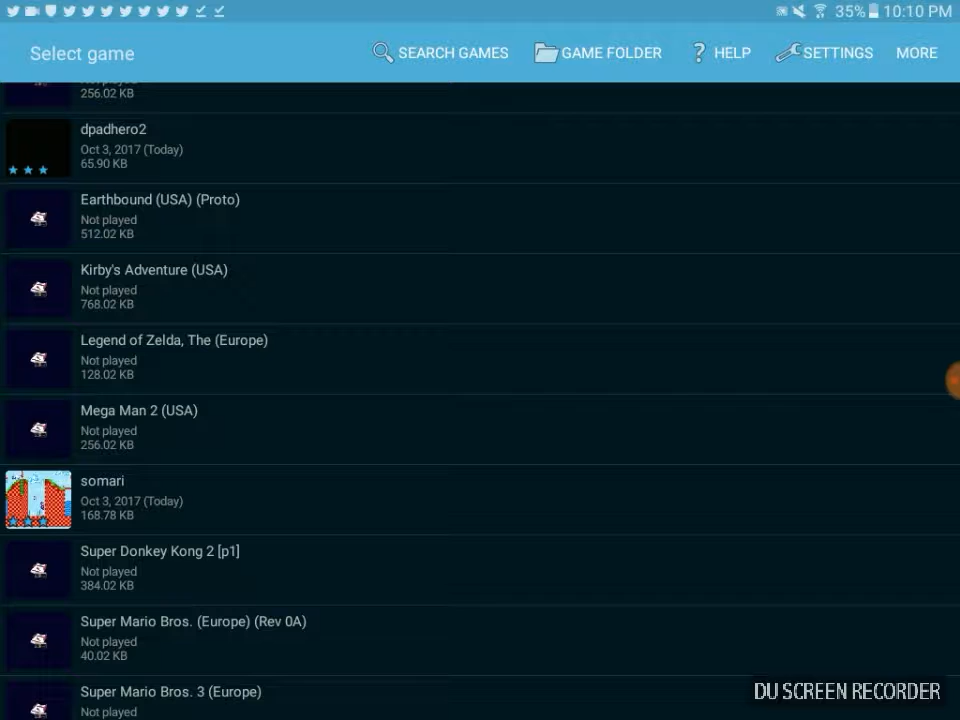 35% 10:10 PM
Select game SEARCH GAMES GAME FOLDER ? HELP SETTINGS MORE
256.02 KB
dpadhero2
Oct 3, 2017 (Today)
65.90 KB
Earthbound (USA) (Proto)
Not played
512.02 KB
Kirby's Adventure (USA)
Not played
768.02 KB
Legend of Zelda, The (Europe)
Not played
128.02 KB
Mega Man 2 (USA)
Not played
256.02 KB
somari
Oct 3, 2017 (Today)
168.78 KB
Super Donkey Kong 2 [p1]
Not played
384.02 KB
Super Mario Bros. (Europe) (Rev 0A)
Not played
40.02 KB
Super Mario Bros. 3 (Europe)
Not played
DU SCREEN RECORDER